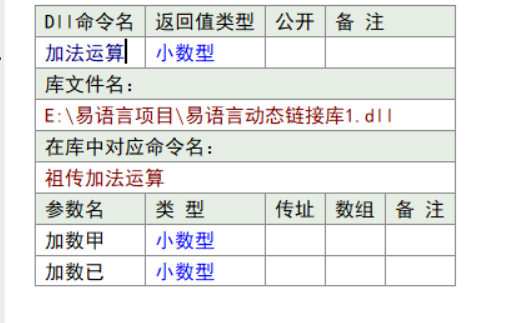 Dll命令名 返回值类型 公开 备 注
加法运算 小数型
库文件名：
E:\易语言项目\易语言动态链接库1.dll
在库中对应命令名：
祖传加法运算
参数名 类 型 传址 数组 备 注
加数甲 小数型
加数已 小数型